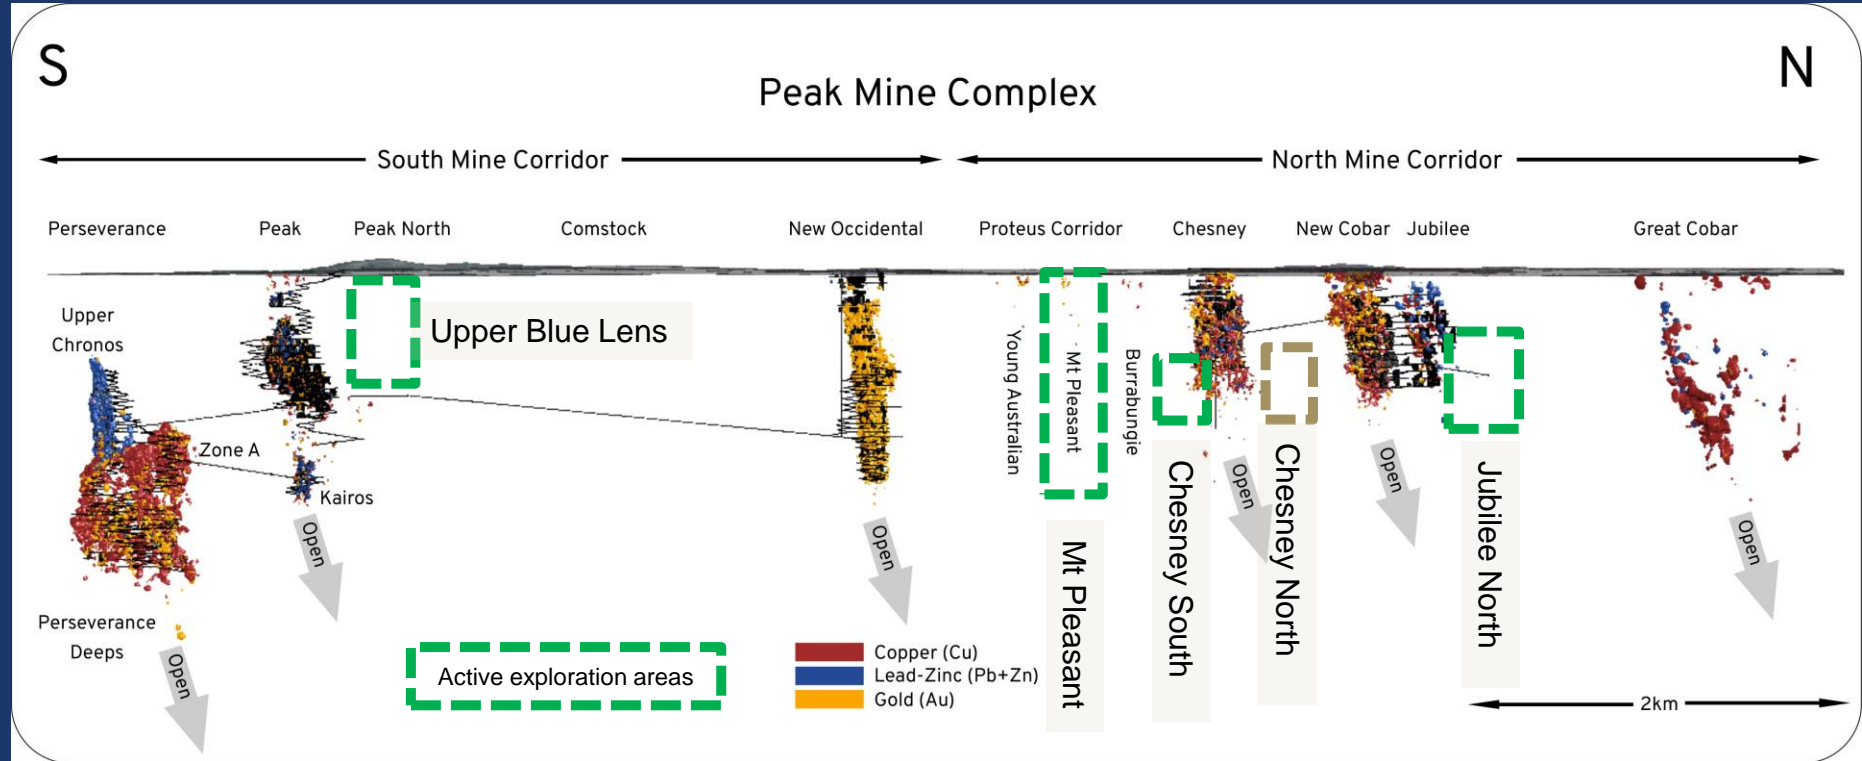 S
N
Peak Mine Complex
South Mine Corridor
North Mine Corridor
Perseverance
Peak
Peak North
Comstock
New Occidental
Proteus Corridor
Chesney
New Cobar
Jubilee
Great Cobar
Upper
Chronos
Upper Blue Lens
Young Australian
Mt Pleasant
Burrabungie
Zone A
Kairos
Open
Open
Open
Open
Open
Open
Perseverance
Deeps
Mt Pleasant
Chesney South
Chesney North
Jubilee North
Active exploration areas
Copper (Cu)
Lead-Zinc (Pb+Zn)
Gold (Au)
2km